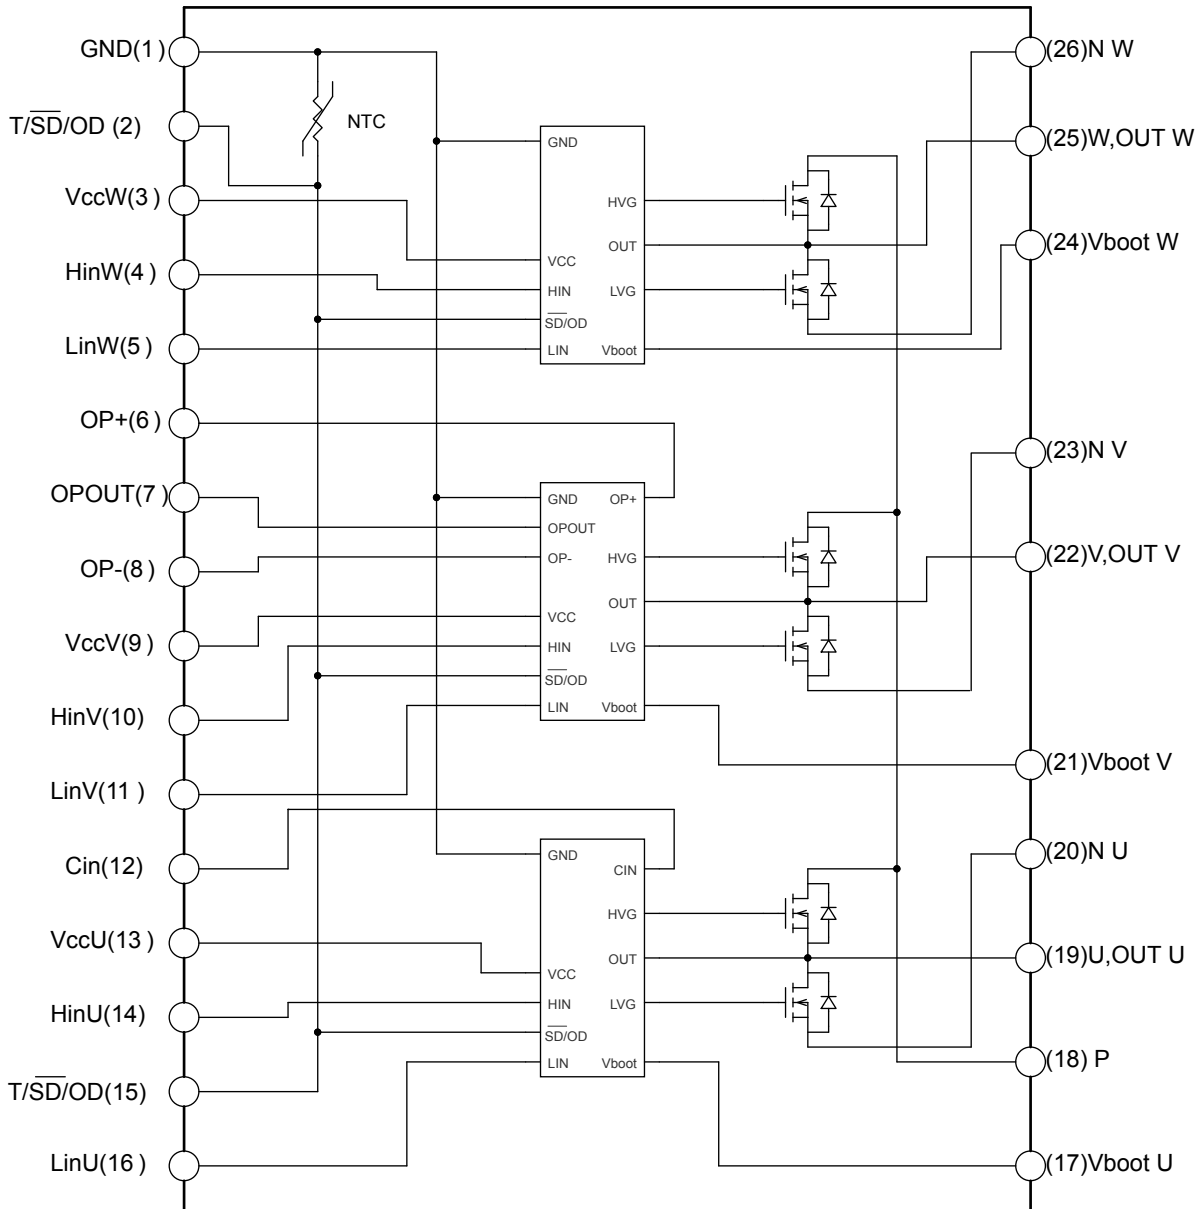 GND(1)
T/SD/OD (2)
VccW(3)
HinW(4)
LinW(5)
OP+(6)
OPOUT(7)
OP-(8)
VccV(9)
HinV(10)
LinV(11)
Cin(12)
VccU(13)
HinU(14)
T/SD/OD(15)
LinU(16)
NTC
GND
VCC
HIN
SD/OD
LIN
HVG
OUT
LVG
Vboot
GND
OPOUT
OP-
VCC
HIN
SD/OD
LIN
OP+
HVG
OUT
LVG
Vboot
GND
VCC
HIN
SD/OD
LIN
CIN
HVG
OUT
LVG
Vboot
(26)N W
(25)W,OUT W
(24)Vboot W
(23)N V
(22)V,OUT V
(21)Vboot V
(20)N U
(19)U,OUT U
(18) P
(17)Vboot U